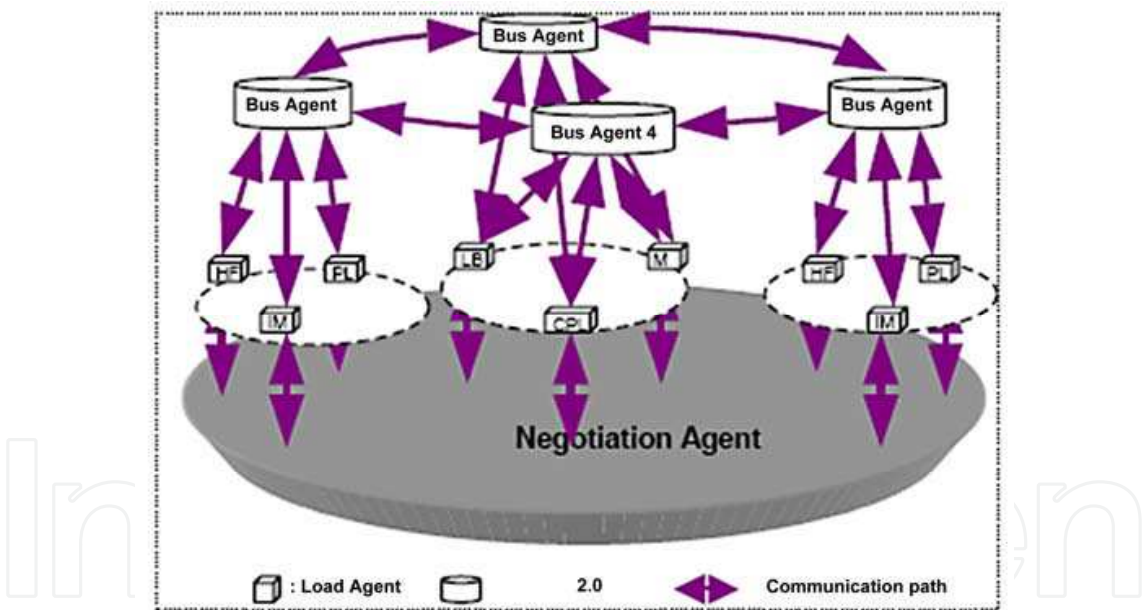 Bus Agent
Bus Agent
Bus Agent
Bus Agent 4
HF
PL
LB
M
HF
PL
IM
CPL
IM
Negotiation Agent
: Load Agent
2.0
Communication path